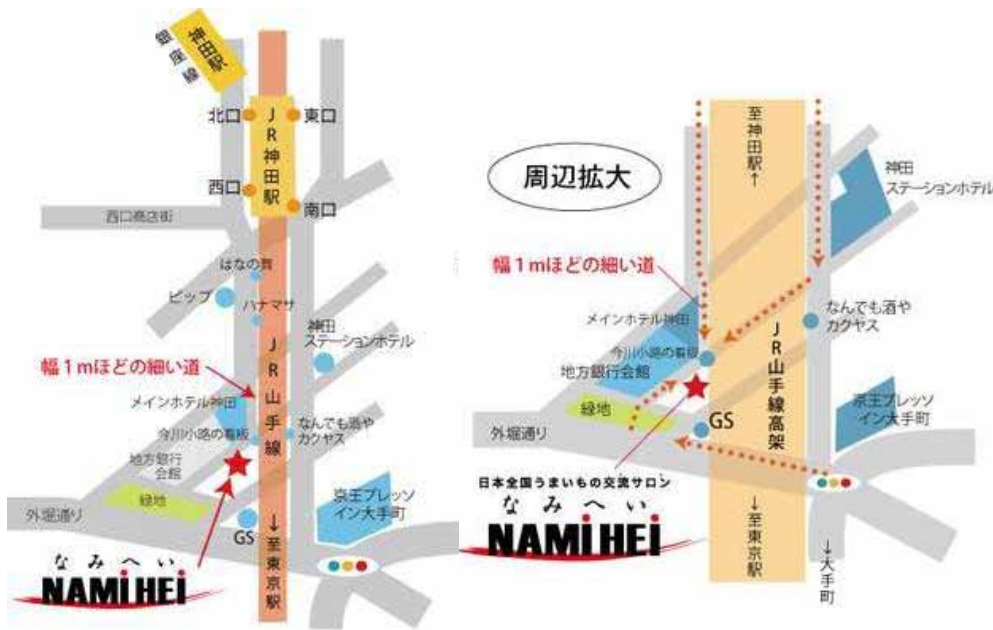 銀座線
神田駅
北口
JR神田駅
東口
西口
南口
西口商店街
はなの舞
ビップ
ハナマサ
神田
ステーションホテル
幅1mほどの細い道
JR山手線
メインホテル神田
今川小路の看板
なんでも酒や
カクヤス
地方銀行
会館
緑地
京王プレッソ
イン大手町
外堀通り
GS
↓至東京駅
なみへい
NAMiHEi
周辺拡大
至神田駅↑
神田
ステーションホテル
幅1mほどの細い道
なんでも酒や
カクヤス
メインホテル神田
今川小路の看板
地方銀行会館
JR山手線高架
緑地
GS
京王プレッソ
イン大手町
外堀通り
日本全国うまいもの交流サロン
なみへい
NAMiHEi
↓至東京駅
↓大手町